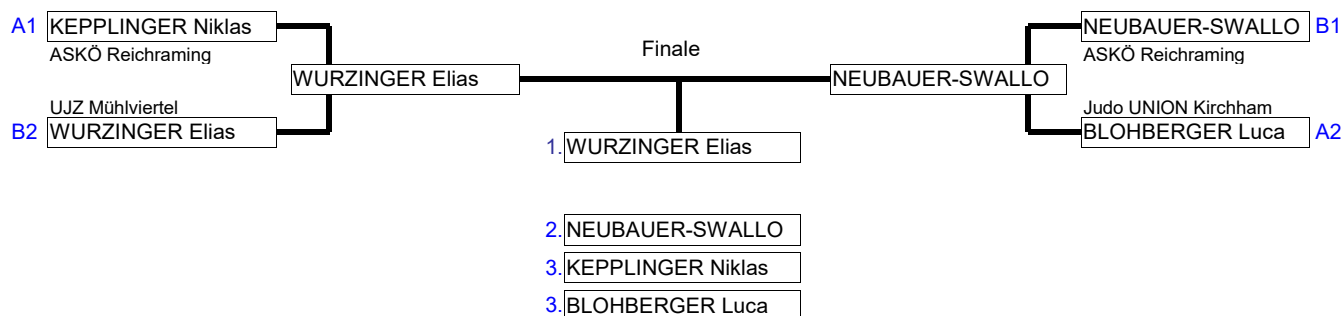 A1 KEPPLINGER Niklas
ASKÖ Reichraming
UJZ Mühlviertel
B2 WURZINGER Elias
WURZINGER Elias
Finale
NEUBAUER-SWALLO
NEUBAUER-SWALLO B1
ASKÖ Reichraming
Judo UNION Kirchham
BLOHBERGER Luca A2
1. WURZINGER Elias
2. NEUBAUER-SWALLO
3. KEPPLINGER Niklas
3. BLOHBERGER Luca